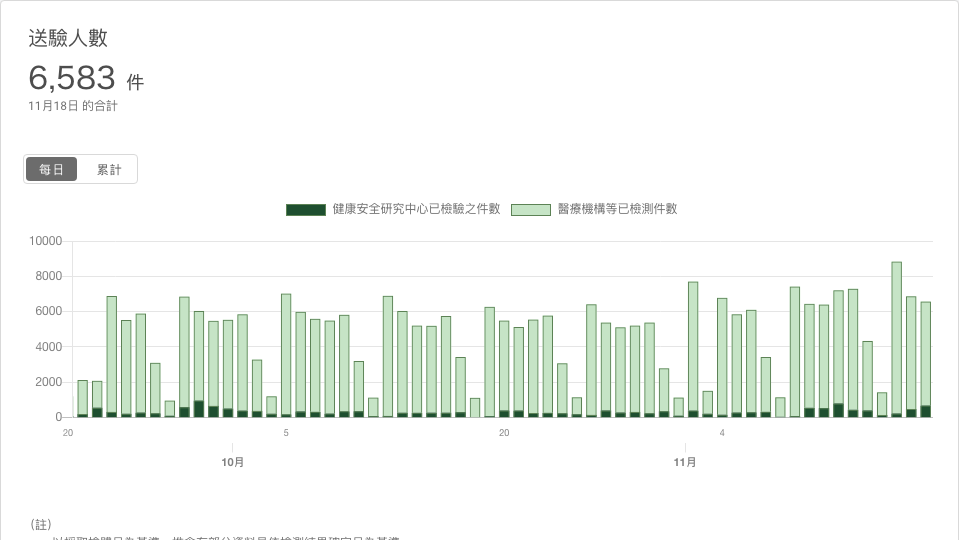 送驗人數
6,583 件
11月18日 的合計
每日 累計
健康安全研究中心已檢驗之件數 醫療機構等已檢測件數
10000
8000
6000
4000
2000
0
20 5 20 4
10月 11月
（註）